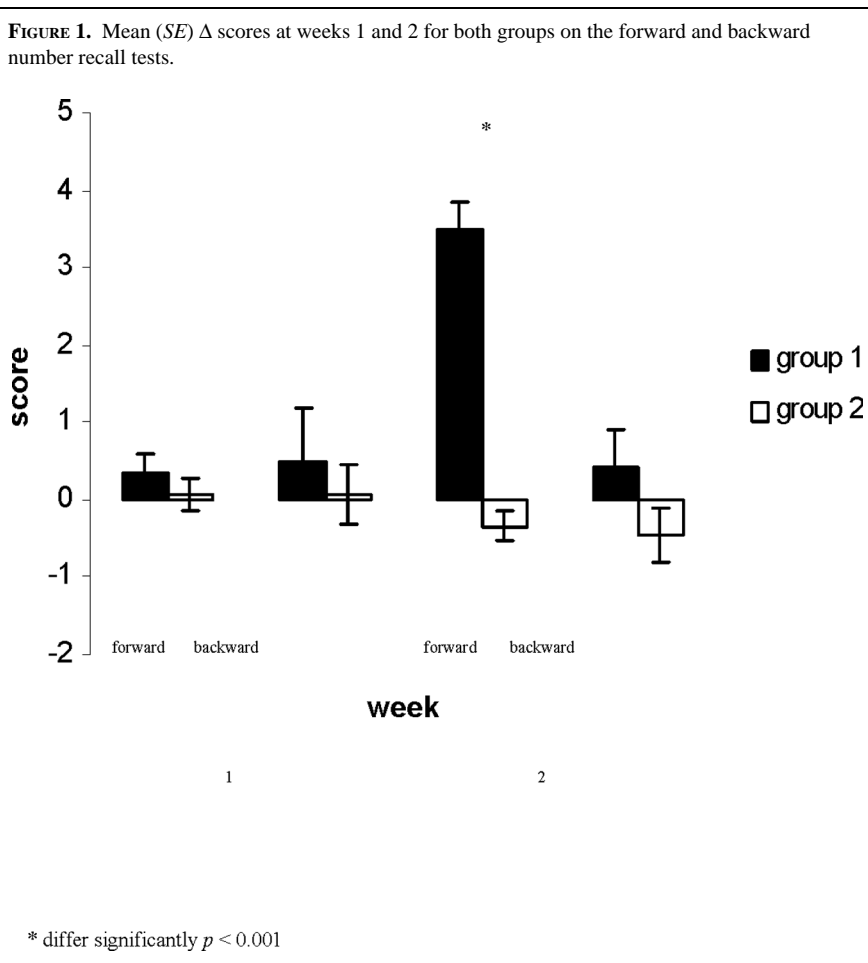 FIGURE 1. Mean (SE) Δ scores at weeks 1 and 2 for both groups on the forward and backward
number recall tests.
5
*
4
3
2
1
0
-1
-2
score
group 1
group 2
forward backward forward backward
week
1 2
* differ significantly p < 0.001